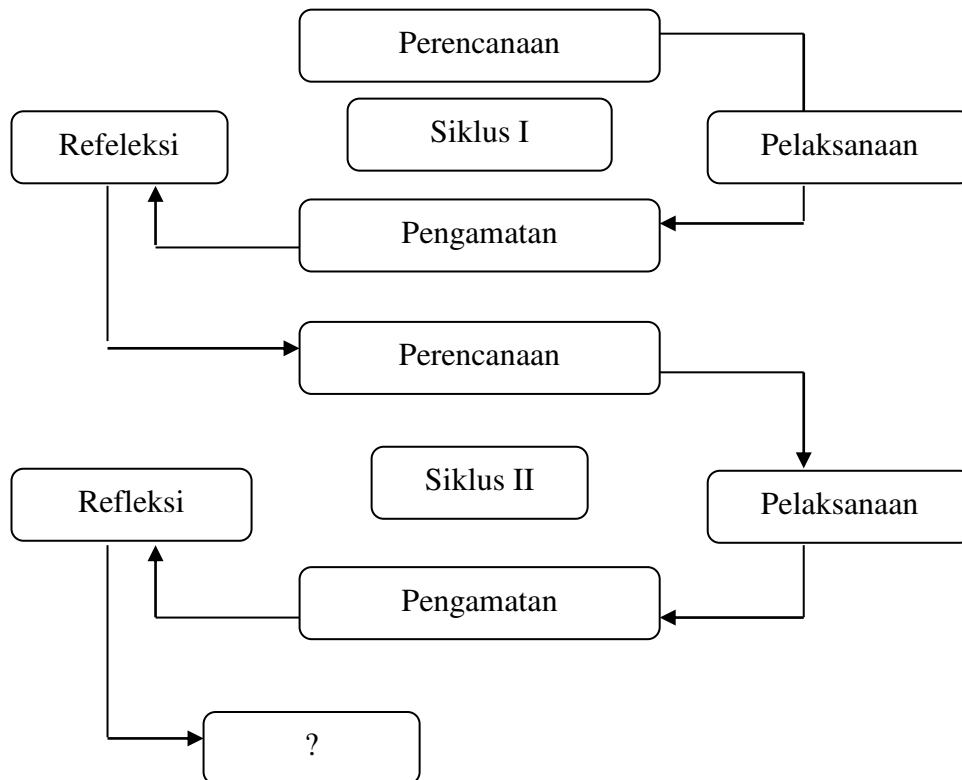 Perencanaan
Siklus I
Refeleksi
Pelaksanaan
Pengamatan
Perencanaan
Siklus II
Refleksi
Pelaksanaan
Pengamatan
?